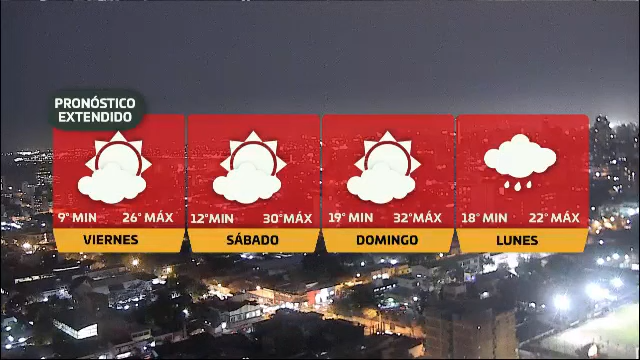 PRONÓSTICO
EXTENDIDO
9° MIN 26° MÁX
VIERNES
12° MIN 30° MÁX
SÁBADO
19° MIN 32° MÁX
DOMINGO
18° MIN 22° MÁX
LUNES